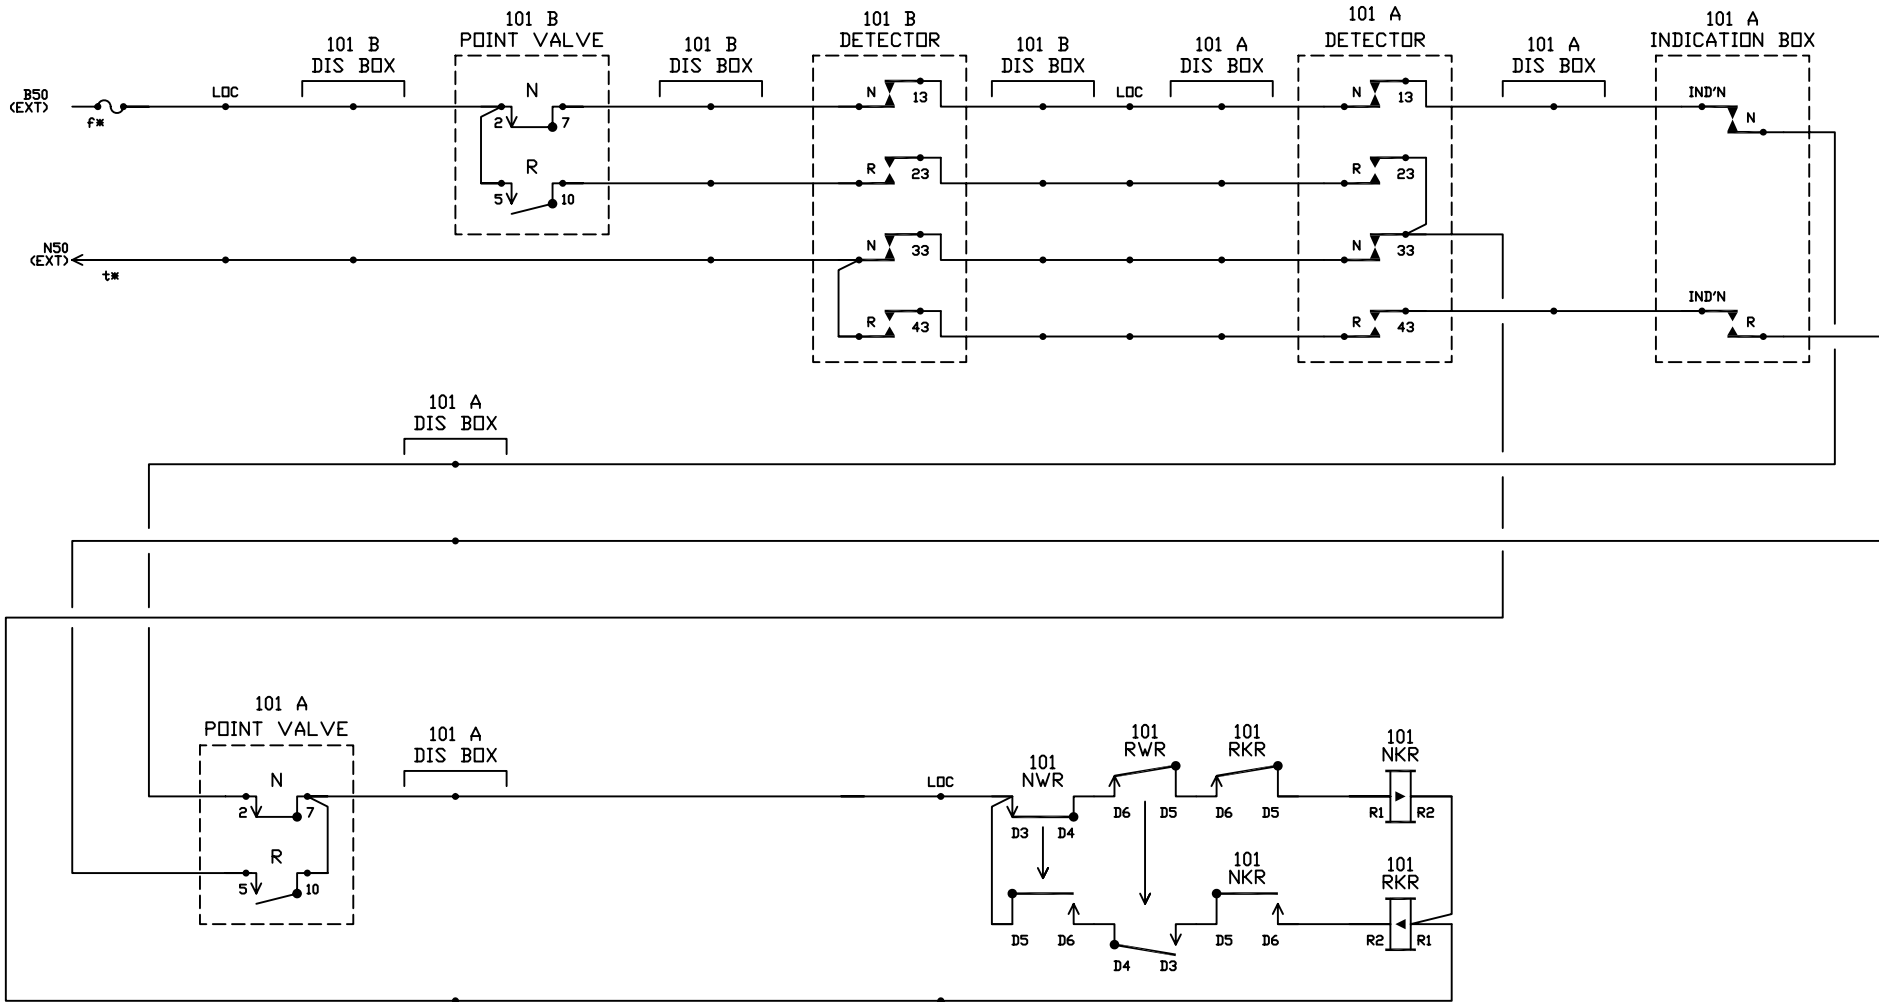 101 B
POINT VALVE
101 B
DETECTOR
101 A
DETECTOR
101 A
INDICATION BOX
101 B
DIS BOX
101 B
DIS BOX
101 B
DIS BOX
101 A
DIS BOX
101 A
DIS BOX
B50
(EXT)
f*
LOC
N
2
7
N
13
LOC
N
13
IND'N
N
R
5
10
R
23
R
23
N50
(EXT)
t*
N
33
N
33
R
43
R
43
IND'N
R
101 A
DIS BOX
101 A
POINT VALVE
101 A
DIS BOX
N
2
7
R
5
10
LOC
101
NWR
D3
D4
101
RWR
D6
D5
101
RKR
D6
D5
101
NKR
R1
R2
D5
D6
D4
D3
101
NKR
D5
D6
101
RKR
R2
R1